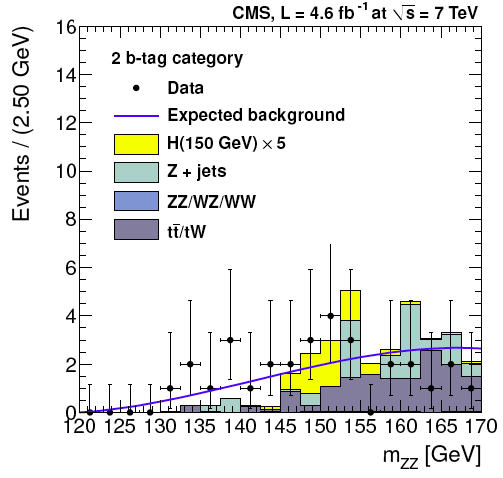 CMS, L = 4.6 fb⁻¹ at √s = 7 TeV
Events / (2.50 GeV)
16
14
12
10
8
6
4
2
0
2 b-tag category
Data
Expected background
H(150 GeV) × 5
Z + jets
ZZ/WZ/WW
tt̄/tW
120 125 130 135 140 145 150 155 160 165 170
m_ZZ [GeV]